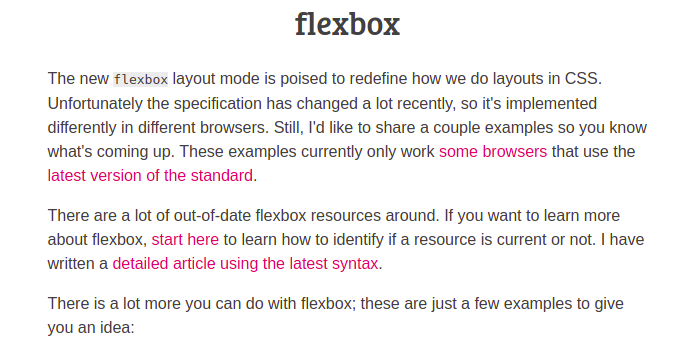 flexbox
The new flexbox layout mode is poised to redefine how we do layouts in CSS.
Unfortunately the specification has changed a lot recently, so it's implemented
differently in different browsers. Still, I'd like to share a couple examples so you know
what's coming up. These examples currently only work some browsers that use the
latest version of the standard.
There are a lot of out-of-date flexbox resources around. If you want to learn more
about flexbox, start here to learn how to identify if a resource is current or not. I have
written a detailed article using the latest syntax.
There is a lot more you can do with flexbox; these are just a few examples to give
you an idea: